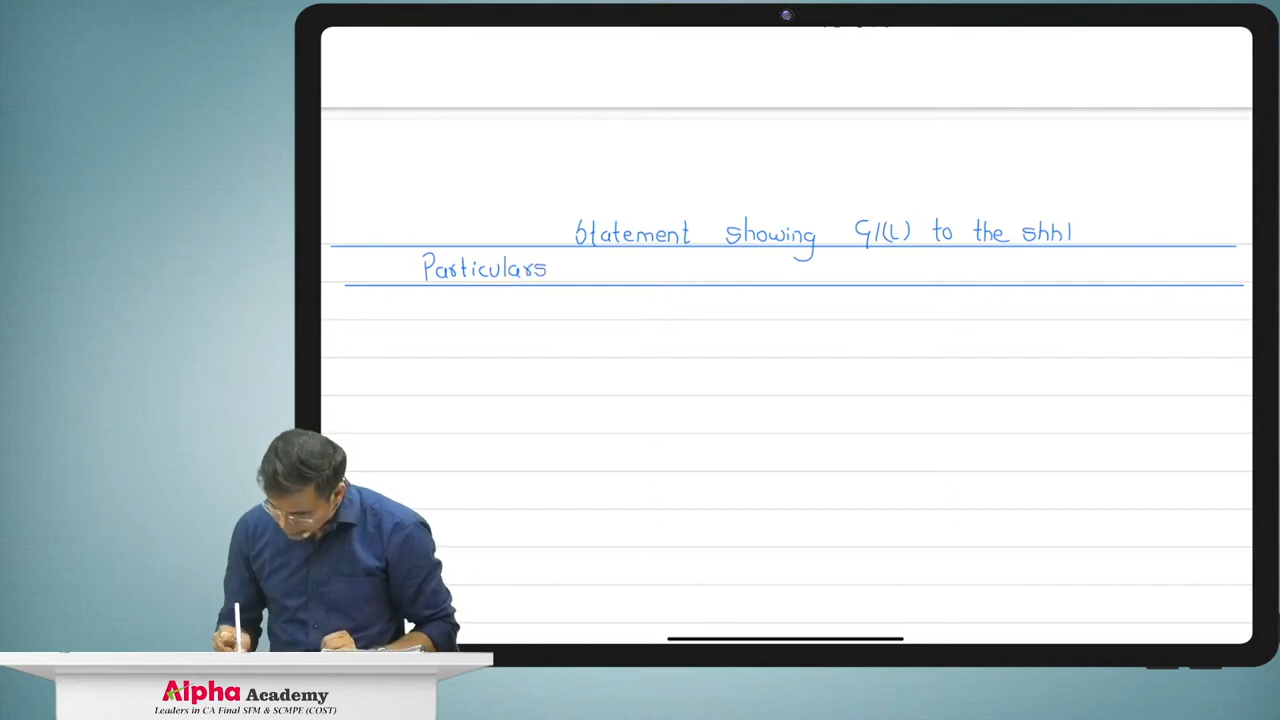 Statement showing G/(L) to the shhl
Particulars
Alpha Academy
Leaders in CA Final SFM & SCMPE (COST)